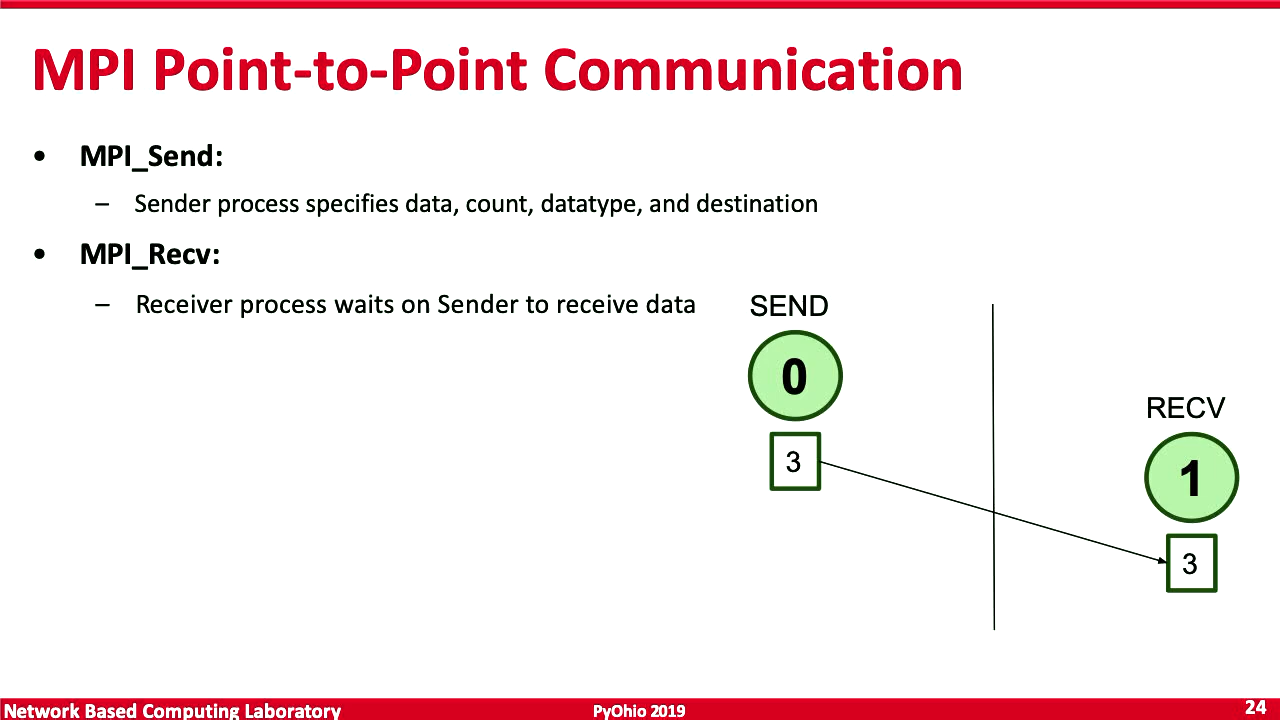 MPI Point-to-Point Communication
• MPI_Send:
– Sender process specifies data, count, datatype, and destination
• MPI_Recv:
– Receiver process waits on Sender to receive data
SEND
0
3
RECV
1
3
Network Based Computing Laboratory
PyOhio 2019
24